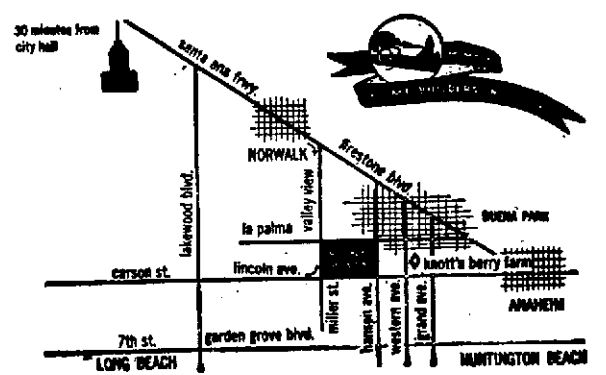 30 minutes from
city hall
santa ana frwy.
NORWALK
firestone blvd.
lakewood blvd.
valley view
BUENA PARK
la palma
knott's berry farm
carson st.
lincoln ave.
ANAHEIM
miller st.
hansen ave.
western ave.
grand ave.
7th st.
garden grove blvd.
LONG BEACH
HUNTINGTON BEACH